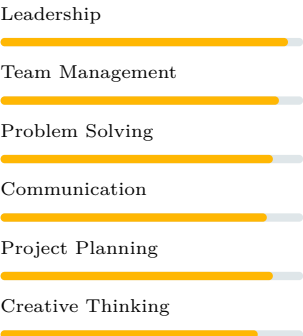 Leadership
Team Management
Problem Solving
Communication
Project Planning
Creative Thinking